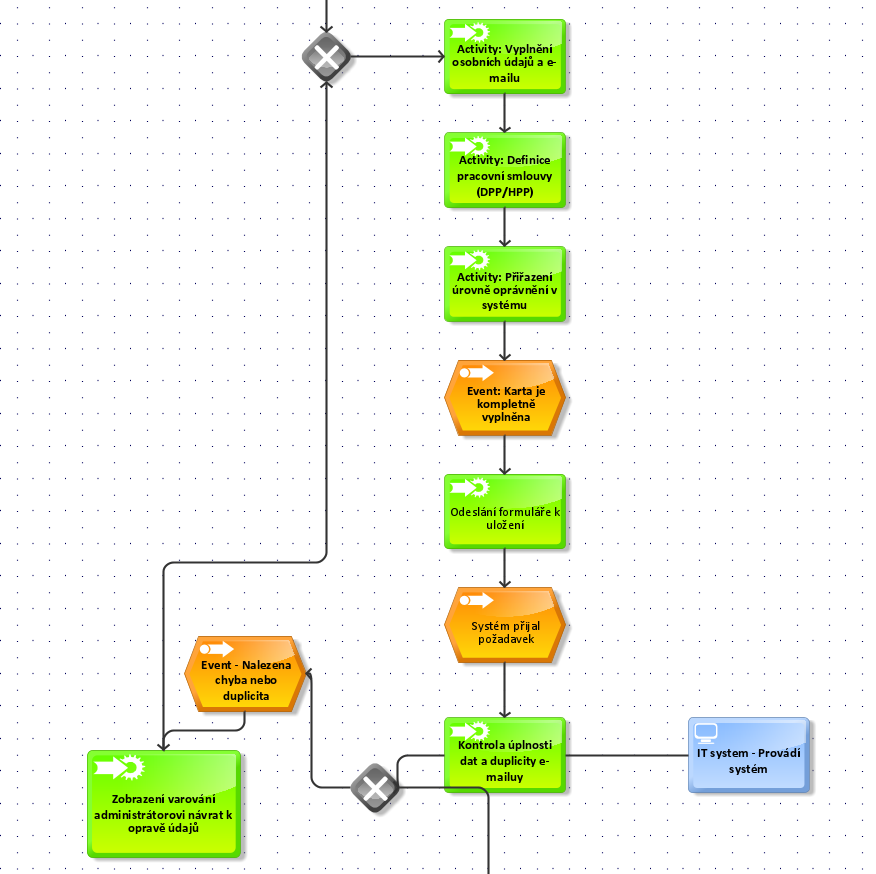 Activity: Vyplnění
osobních údajů a e-
mailu
Activity: Definice
pracovní smlouvy
(DPP/HPP)
Activity: Přiřazení
úrovně oprávnění v
systému
Event: Karta je
kompletně
vyplněna
Odeslání formuláře k
uložení
Systém přijal
požadavek
Event - Nalezena
chyba nebo
duplicita
Kontrola úplnosti
dat a duplicity e-
mailuy
IT system - Provádí
systém
Zobrazení varování
administrátorovi návrat k
opravě údajů